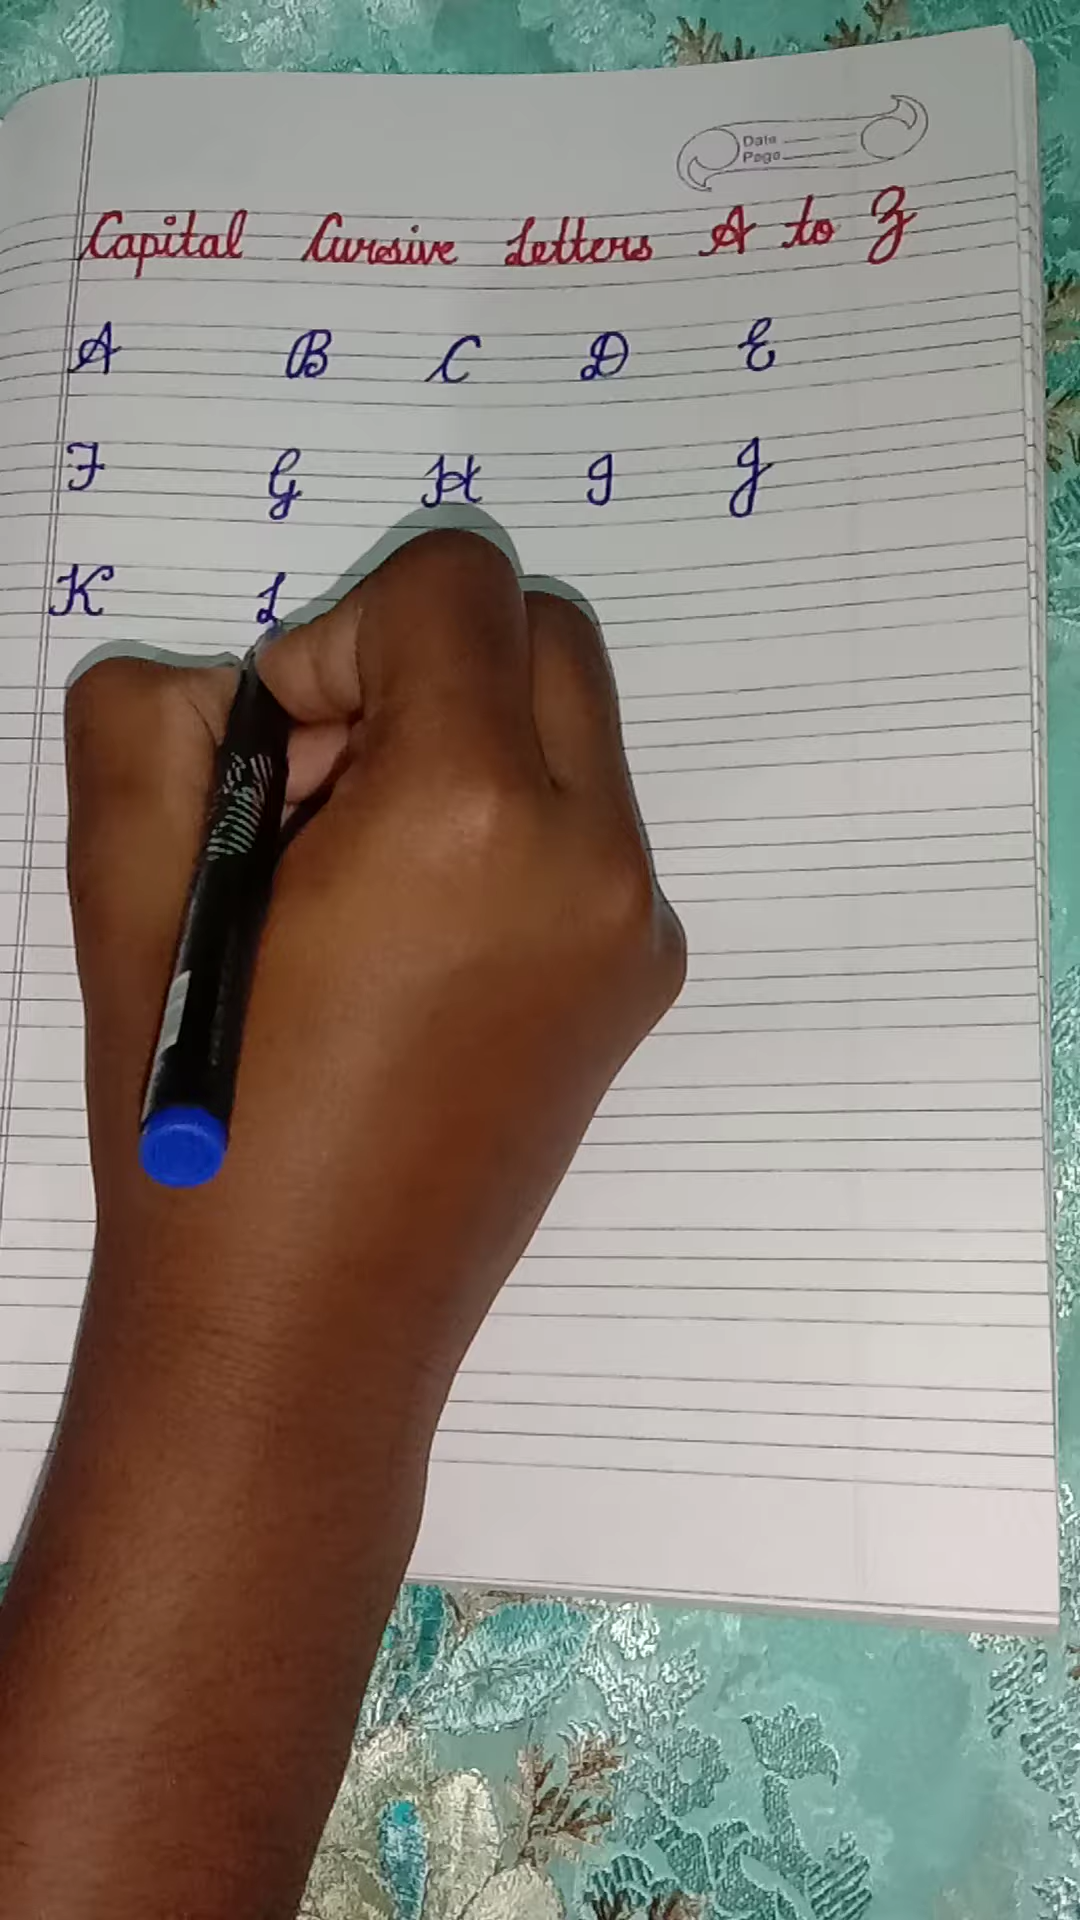 Date
Page
Capital Cursive Letters A to Z
A B C D E
F G H I J
K L